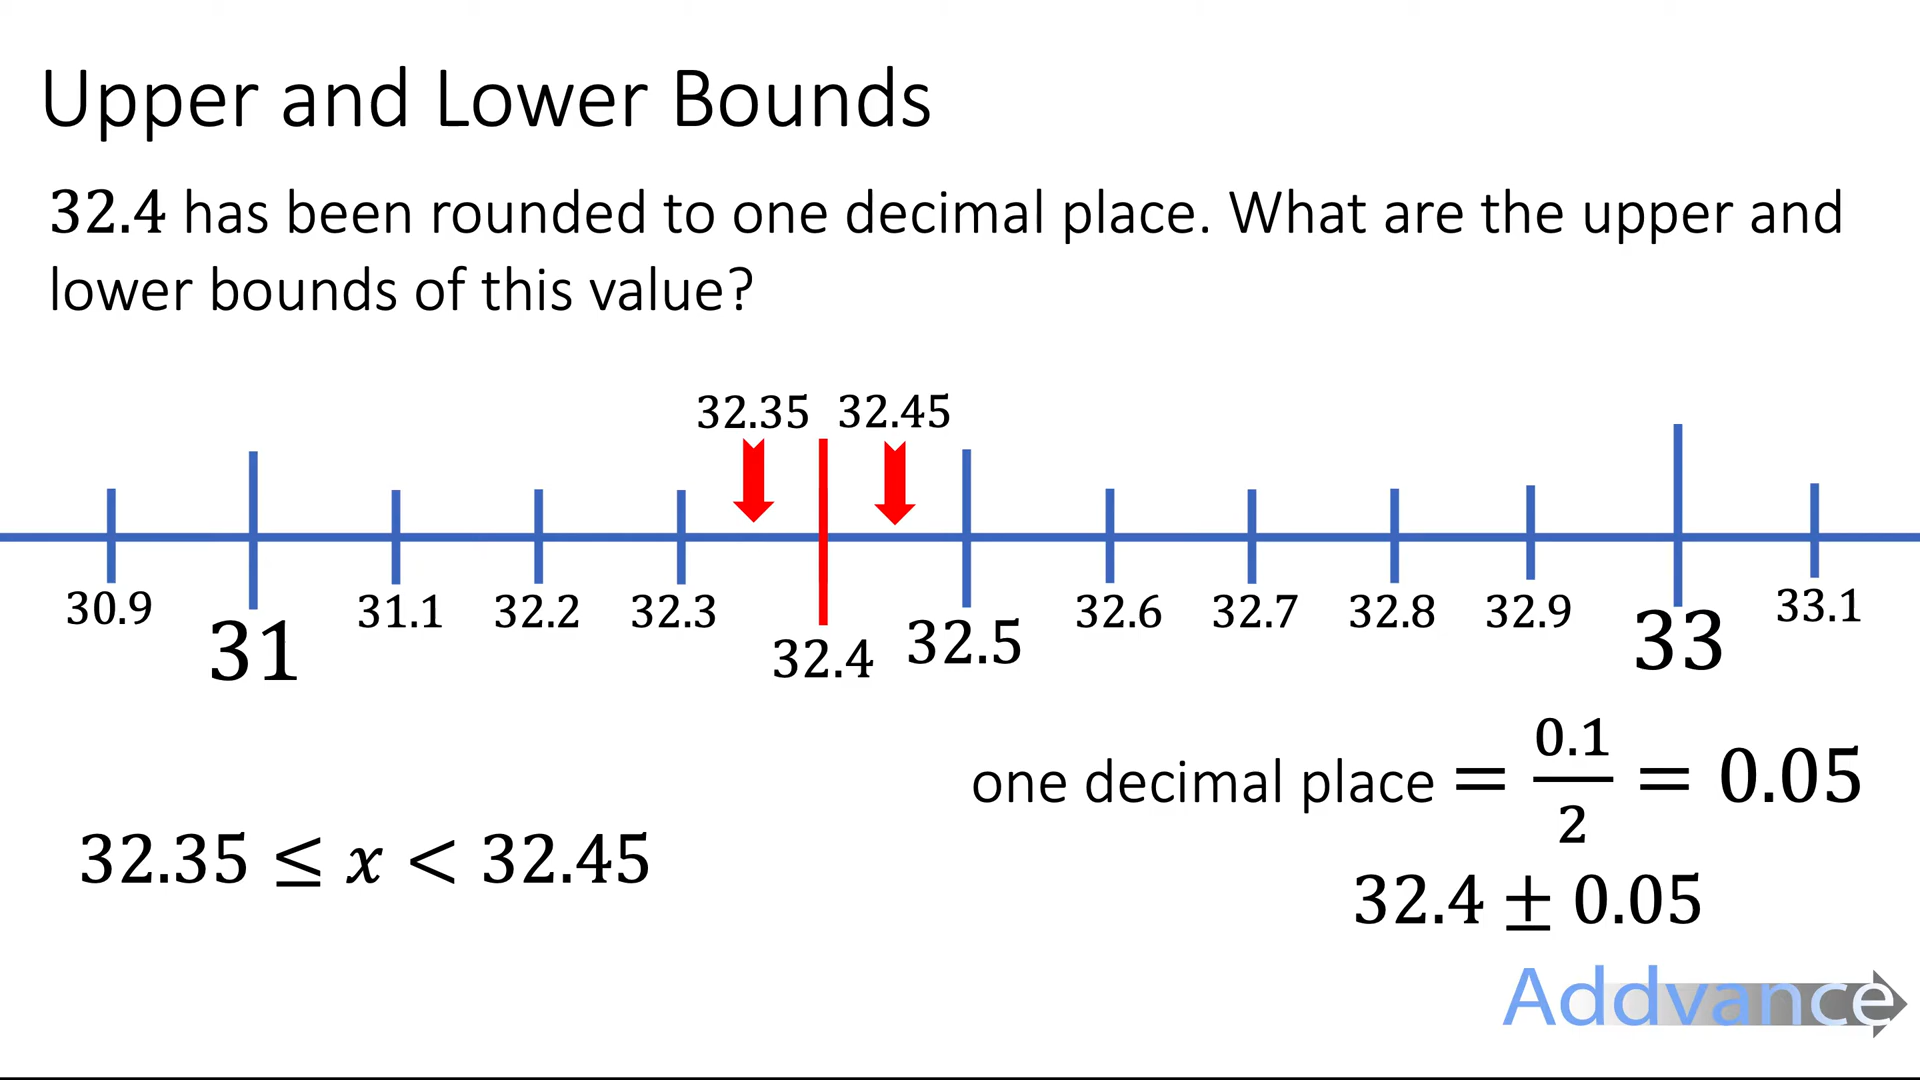 Upper and Lower Bounds
32.4 has been rounded to one decimal place. What are the upper and
lower bounds of this value?
32.35 32.45
30.9 31 31.1 32.2 32.3 32.4 32.5 32.6 32.7 32.8 32.9 33 33.1
one decimal place = 0.1/2 = 0.05
32.35 ≤ x < 32.45
32.4 ± 0.05
Addvance